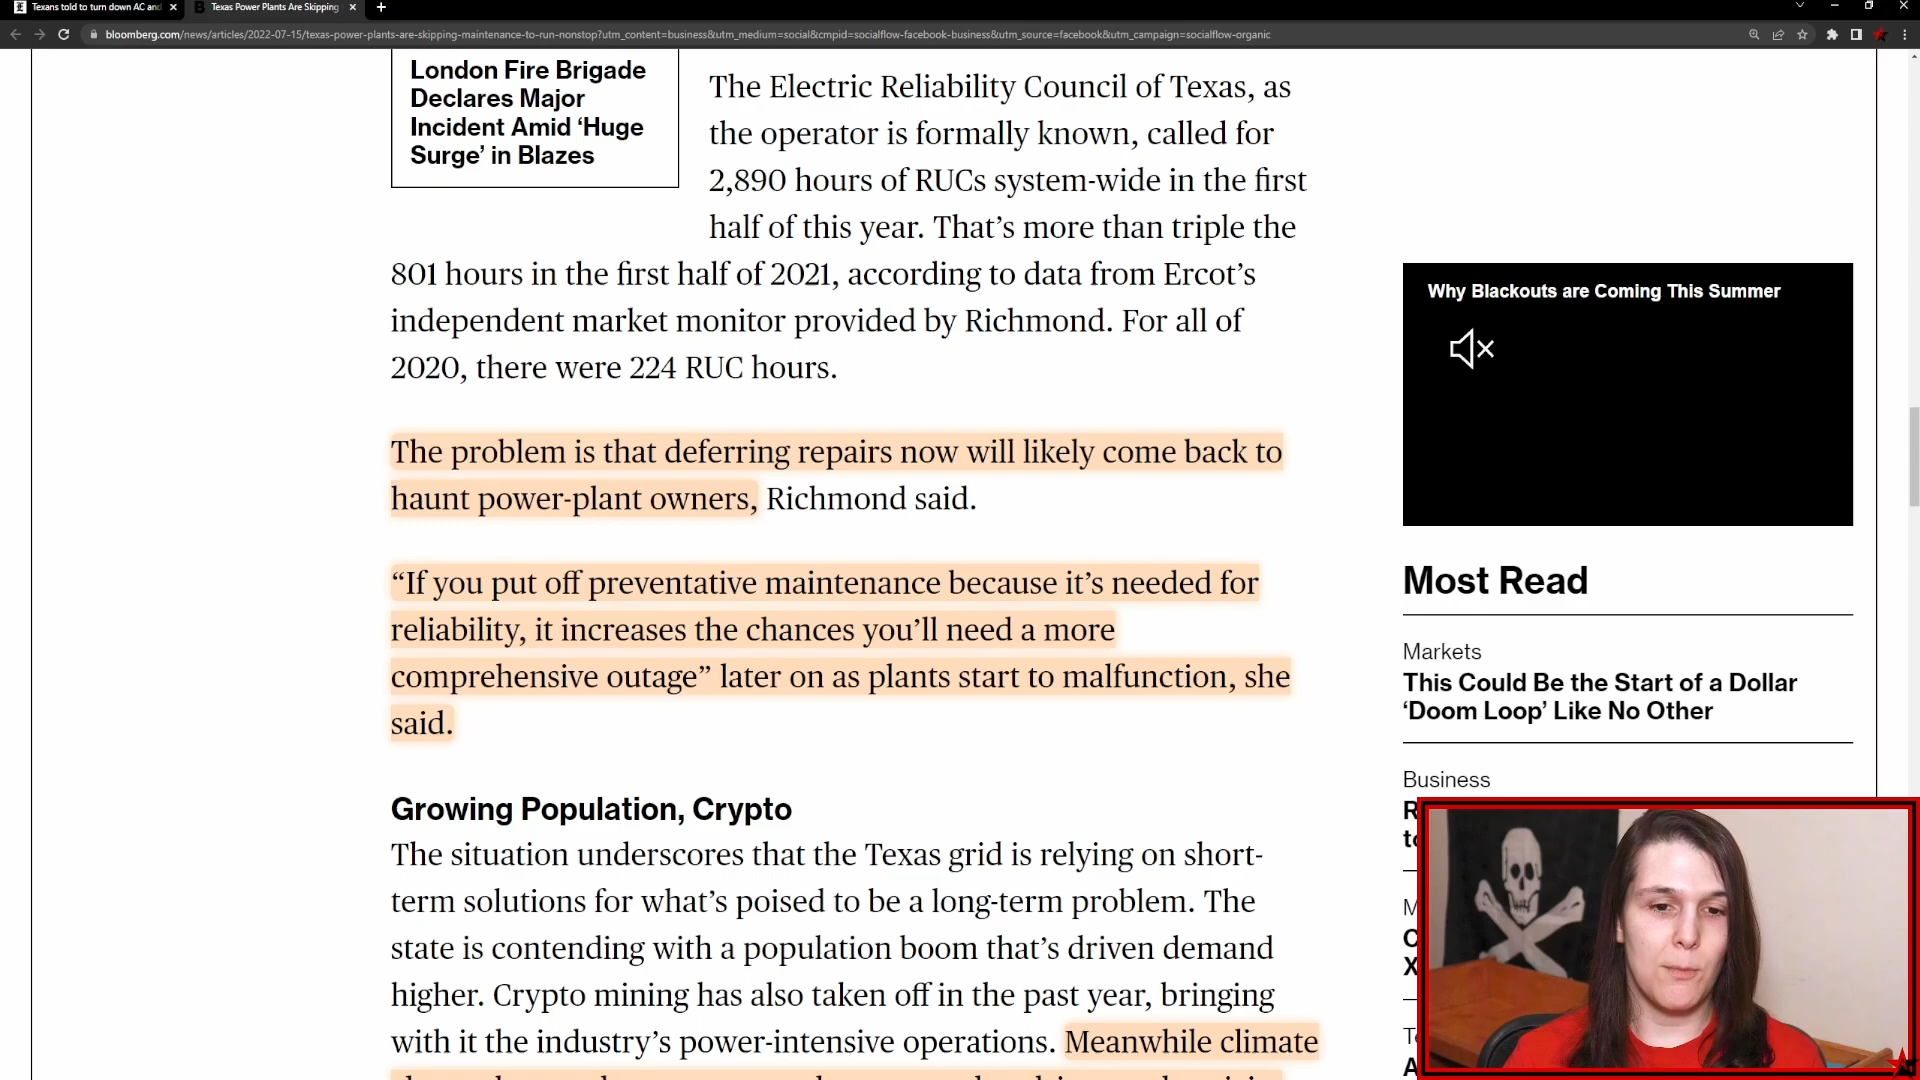 Texans told to turn down AC and
Texas Power Plants Are Skipping
bloomberg.com/news/articles/2022-07-15/texas-power-plants-are-skipping-maintenance-to-run-nonstop?utm_content=business&utm_medium=social&cmpid=socialflow-facebook-business&utm_source=facebook&utm_campaign=socialflow-organic
London Fire Brigade
Declares Major
Incident Amid ‘Huge
Surge’ in Blazes
The Electric Reliability Council of Texas, as
the operator is formally known, called for
2,890 hours of RUCs system-wide in the first
half of this year. That’s more than triple the
801 hours in the first half of 2021, according to data from Ercot’s
independent market monitor provided by Richmond. For all of
2020, there were 224 RUC hours.
The problem is that deferring repairs now will likely come back to
haunt power-plant owners, Richmond said.
“If you put off preventative maintenance because it’s needed for
reliability, it increases the chances you’ll need a more
comprehensive outage” later on as plants start to malfunction, she
said.
Growing Population, Crypto
The situation underscores that the Texas grid is relying on short-
term solutions for what’s poised to be a long-term problem. The
state is contending with a population boom that’s driven demand
higher. Crypto mining has also taken off in the past year, bringing
with it the industry’s power-intensive operations. Meanwhile climate
Why Blackouts are Coming This Summer
Most Read
Markets
This Could Be the Start of a Dollar
‘Doom Loop’ Like No Other
Business